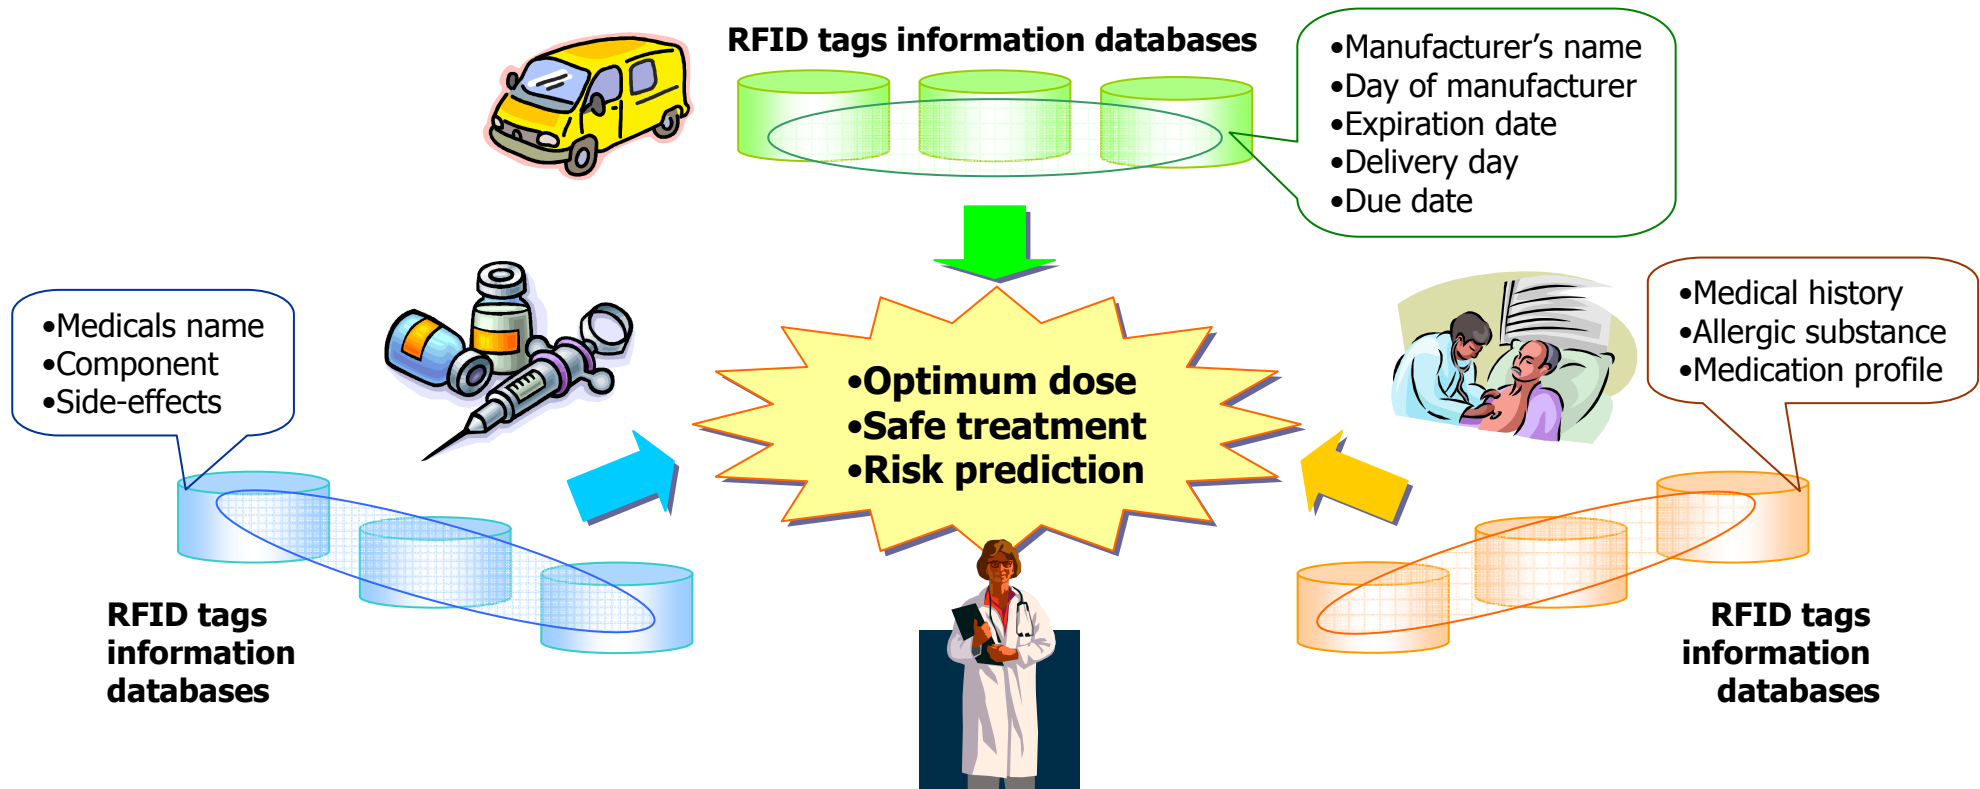 RFID tags information databases
•Manufacturer’s name
•Day of manufacturer
•Expiration date
•Delivery day
•Due date
•Medicals name
•Component
•Side-effects
•Optimum dose
•Safe treatment
•Risk prediction
•Medical history
•Allergic substance
•Medication profile
RFID tags
information
databases
RFID tags
information
databases